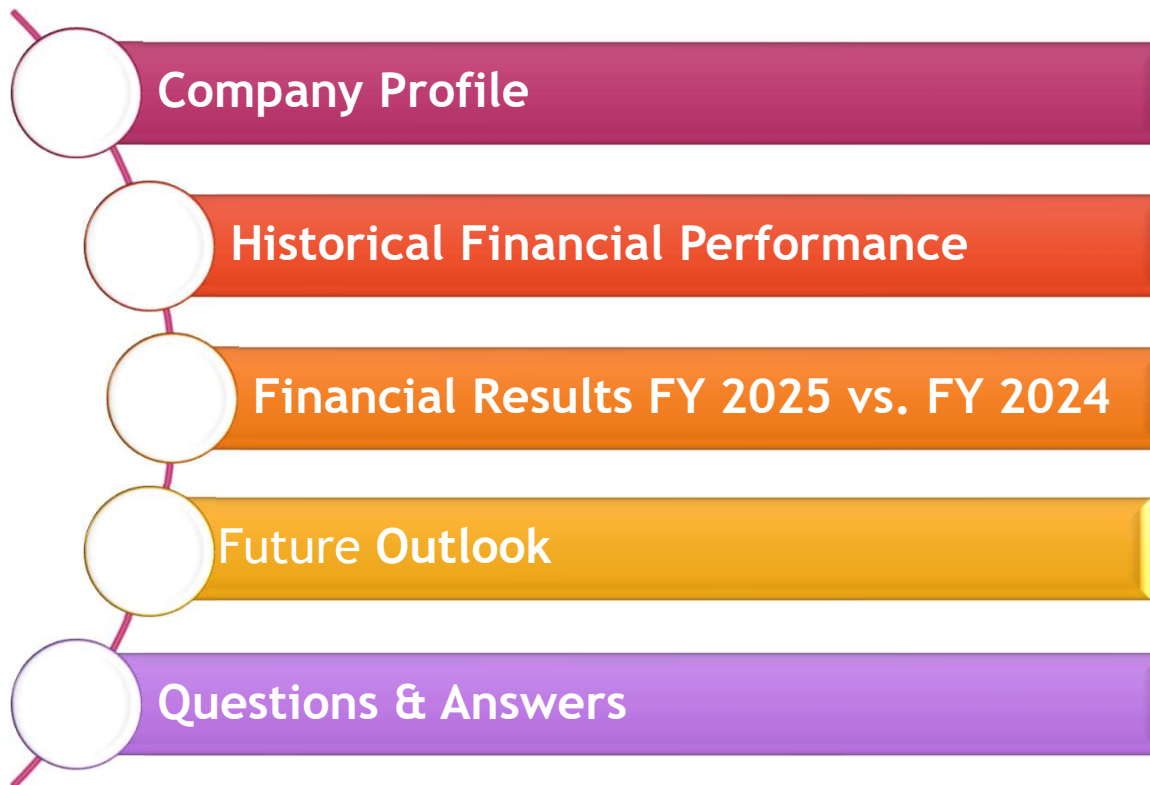 Company Profile
Historical Financial Performance
Financial Results FY 2025 vs. FY 2024
Future Outlook
Questions & Answers